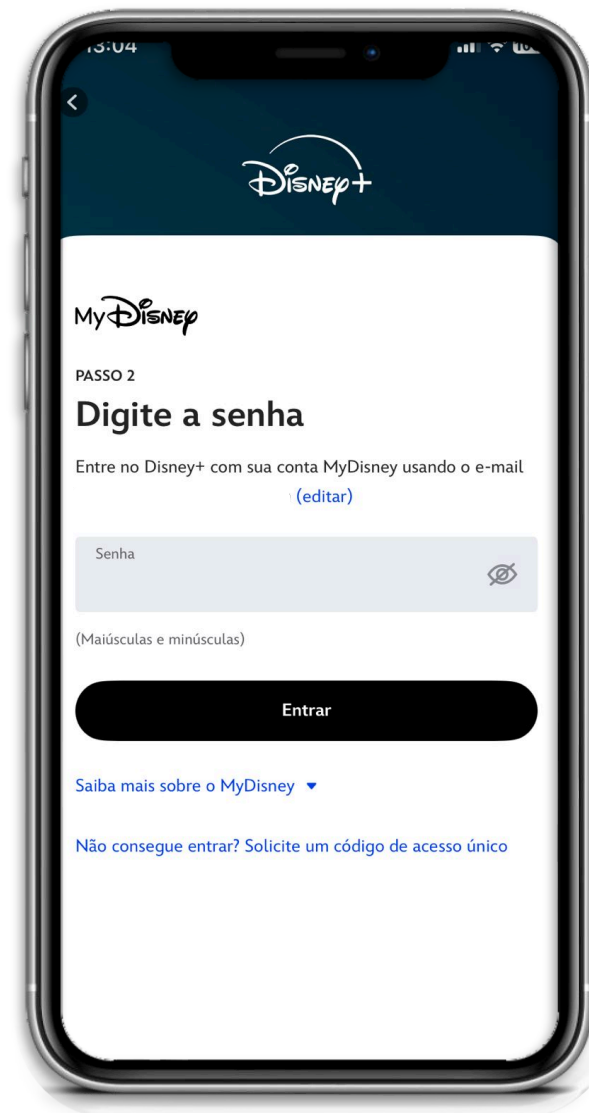 13:04
Disney+
MyDisney
PASSO 2
Digite a senha
Entre no Disney+ com sua conta MyDisney usando o e-mail
(editar)
Senha
(Maiúsculas e minúsculas)
Entrar
Saiba mais sobre o MyDisney
Não consegue entrar? Solicite um código de acesso único